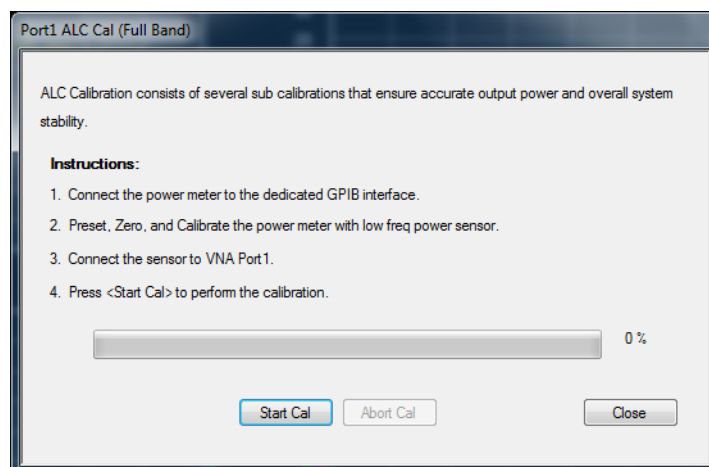 Port1 ALC Cal (Full Band)
ALC Calibration consists of several sub calibrations that ensure accurate output power and overall system
stability.
Instructions:
1. Connect the power meter to the dedicated GPIB interface.
2. Preset, Zero, and Calibrate the power meter with low freq power sensor.
3. Connect the sensor to VNA Port1.
4. Press <Start Cal> to perform the calibration.
0 %
Start Cal
Abort Cal
Close